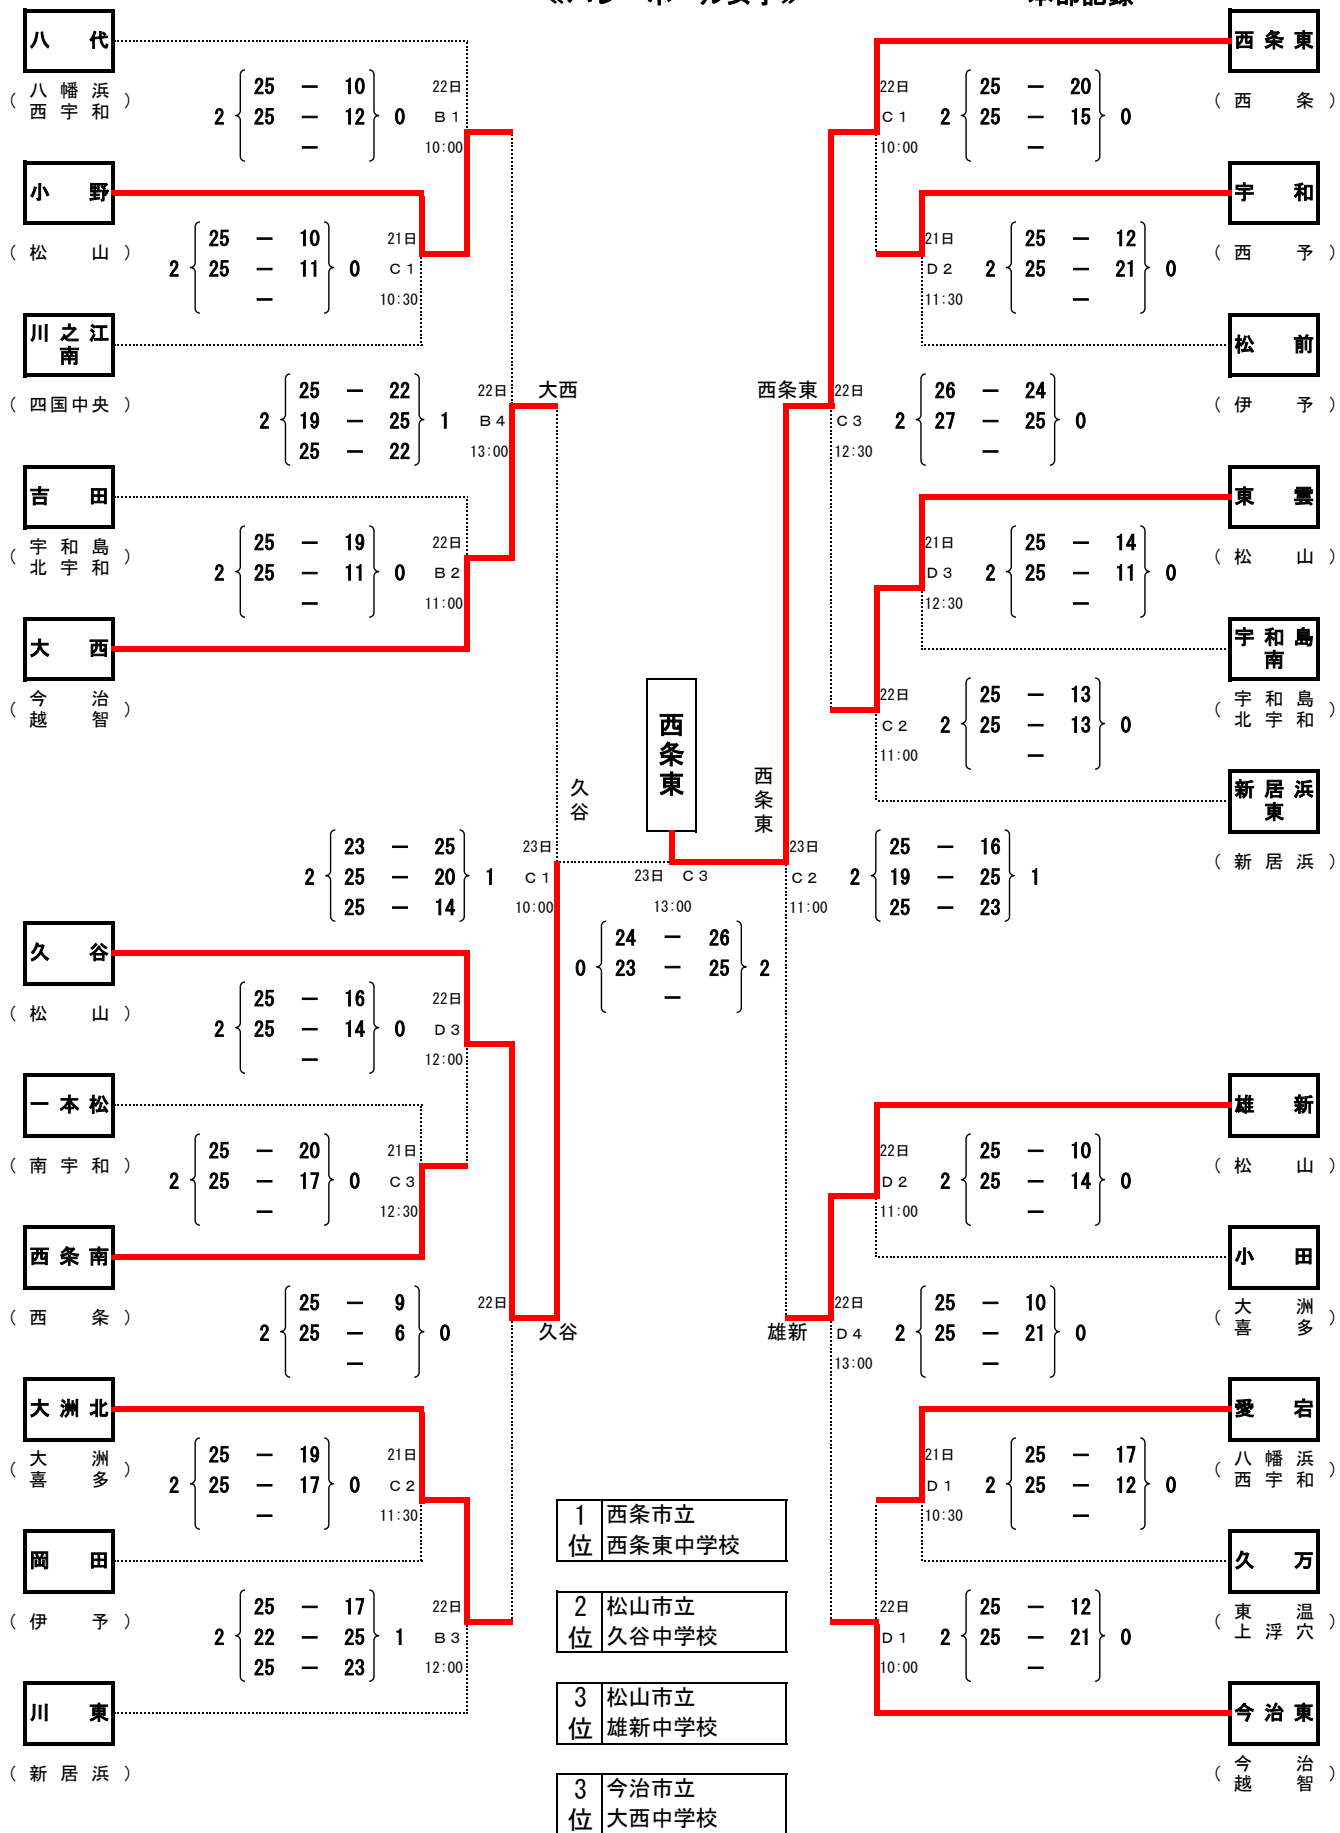 本部記録
八代
(八幡浜 西宇和)
25 － 10
2 25 － 12 0
－
22日
B1
10:00
小野
(松山)
25 － 10
2 25 － 11 0
－
21日
C1
10:30
川之江南
(四国中央)
25 － 22
2 19 － 25 1
25 － 22
22日
B4
13:00
大西
吉田
(宇和島 北宇和)
25 － 19
2 25 － 11 0
－
22日
B2
11:00
大西
(今治 越智)
久谷
23 － 25
2 25 － 20 1
25 － 14
23日
C1
10:00
久谷
(松山)
25 － 16
2 25 － 14 0
－
22日
D3
12:00
一本松
(南宇和)
25 － 20
2 25 － 17 0
－
21日
C3
12:30
西条南
(西条)
25 － 9
2 25 － 6 0
－
22日
久谷
大洲北
(大洲 喜多)
25 － 19
2 25 － 17 0
－
21日
C2
11:30
岡田
(伊予)
25 － 17
2 22 － 25 1
25 － 23
22日
B3
12:00
川東
(新居浜)
西条東
23日 C3
13:00
24 － 26
0 23 － 25 2
－
西条東
(西条)
22日
C1
10:00
25 － 20
2 25 － 15 0
－
宇和
(西予)
21日
D2
11:30
25 － 12
2 25 － 21 0
－
松前
(伊予)
西条東
22日
C3
12:30
26 － 24
2 27 － 25 0
－
東雲
(松山)
21日
D3
12:30
25 － 14
2 25 － 11 0
－
宇和島南
(宇和島 北宇和)
22日
C2
11:00
25 － 13
2 25 － 13 0
－
新居浜東
(新居浜)
西条東
23日
C2
11:00
25 － 16
2 19 － 25 1
25 － 23
雄新
(松山)
22日
D2
11:00
25 － 10
2 25 － 14 0
－
小田
(大洲 喜多)
雄新
22日
D4
13:00
25 － 10
2 25 － 21 0
－
愛宕
(八幡浜 西宇和)
21日
D1
10:30
25 － 17
2 25 － 12 0
－
久万
(東温 上浮穴)
22日
D1
10:00
25 － 12
2 25 － 21 0
－
今治東
(今治 越智)
1位 西条市立 西条東中学校
2位 松山市立 久谷中学校
3位 松山市立 雄新中学校
3位 今治市立 大西中学校